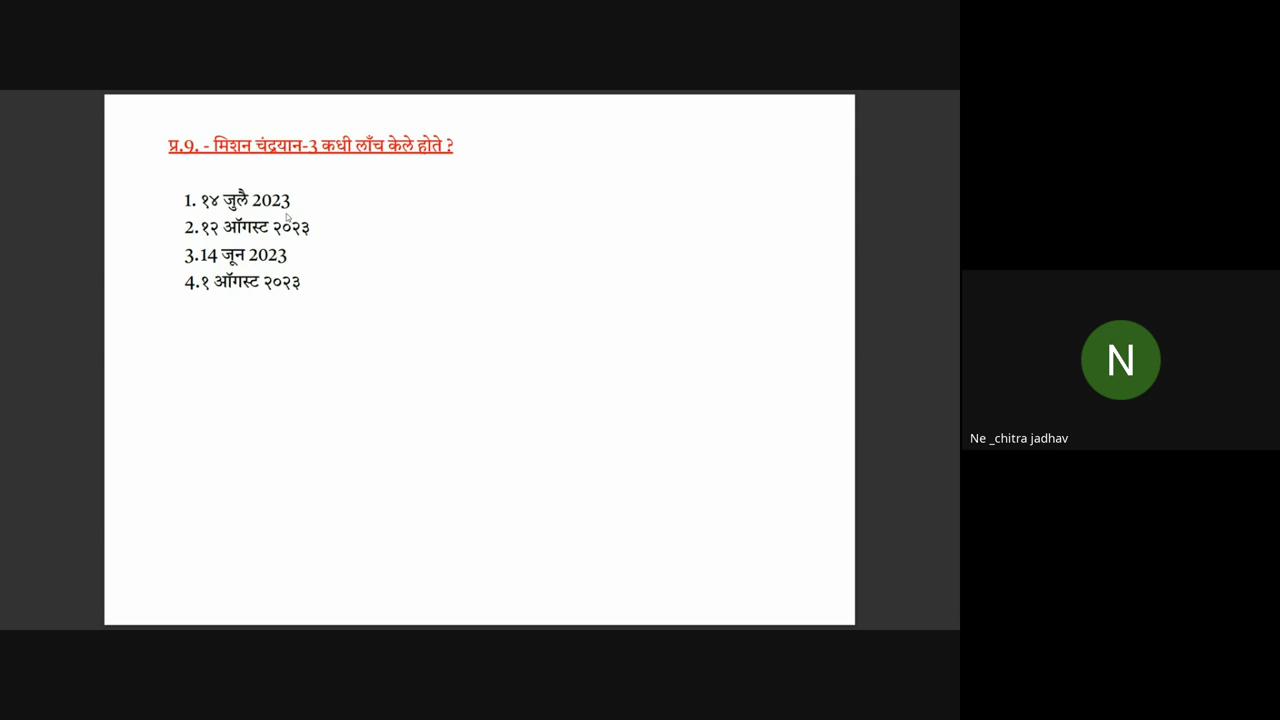 प्र.9. - मिशन चंद्रयान-3 कधी लाँच केले होते ?
1. १४ जुलै 2023
2.१२ ऑगस्ट २०२३
3.14 जून 2023
4.१ ऑगस्ट २०२३
N
Ne _chitra jadhav